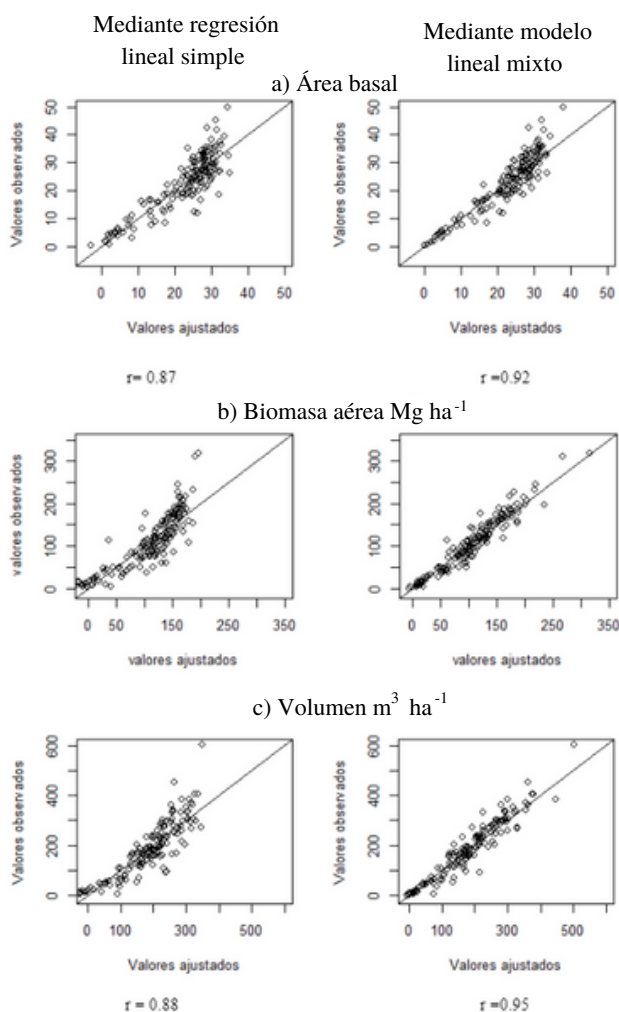 Mediante regresión
lineal simple
Mediante modelo
lineal mixto
a) Área basal
Valores observados
0 10 20 30 40 50
0 10 20 30 40 50
Valores ajustados
r= 0.87
Valores observados
0 10 20 30 40 50
0 10 20 30 40 50
Valores ajustados
r =0.92
b) Biomasa aérea Mg ha-1
valores observados
0 100 200 300
0 50 150 250 350
valores ajustados
valores observados
0 100 200 300
0 50 150 250 350
valores ajustados
c) Volumen m3 ha-1
Valores observados
0 200 400 600
0 100 300 500
Valores ajustados
r = 0.88
Valores observados
0 200 400 600
0 100 300 500
Valores ajustados
r =0.95